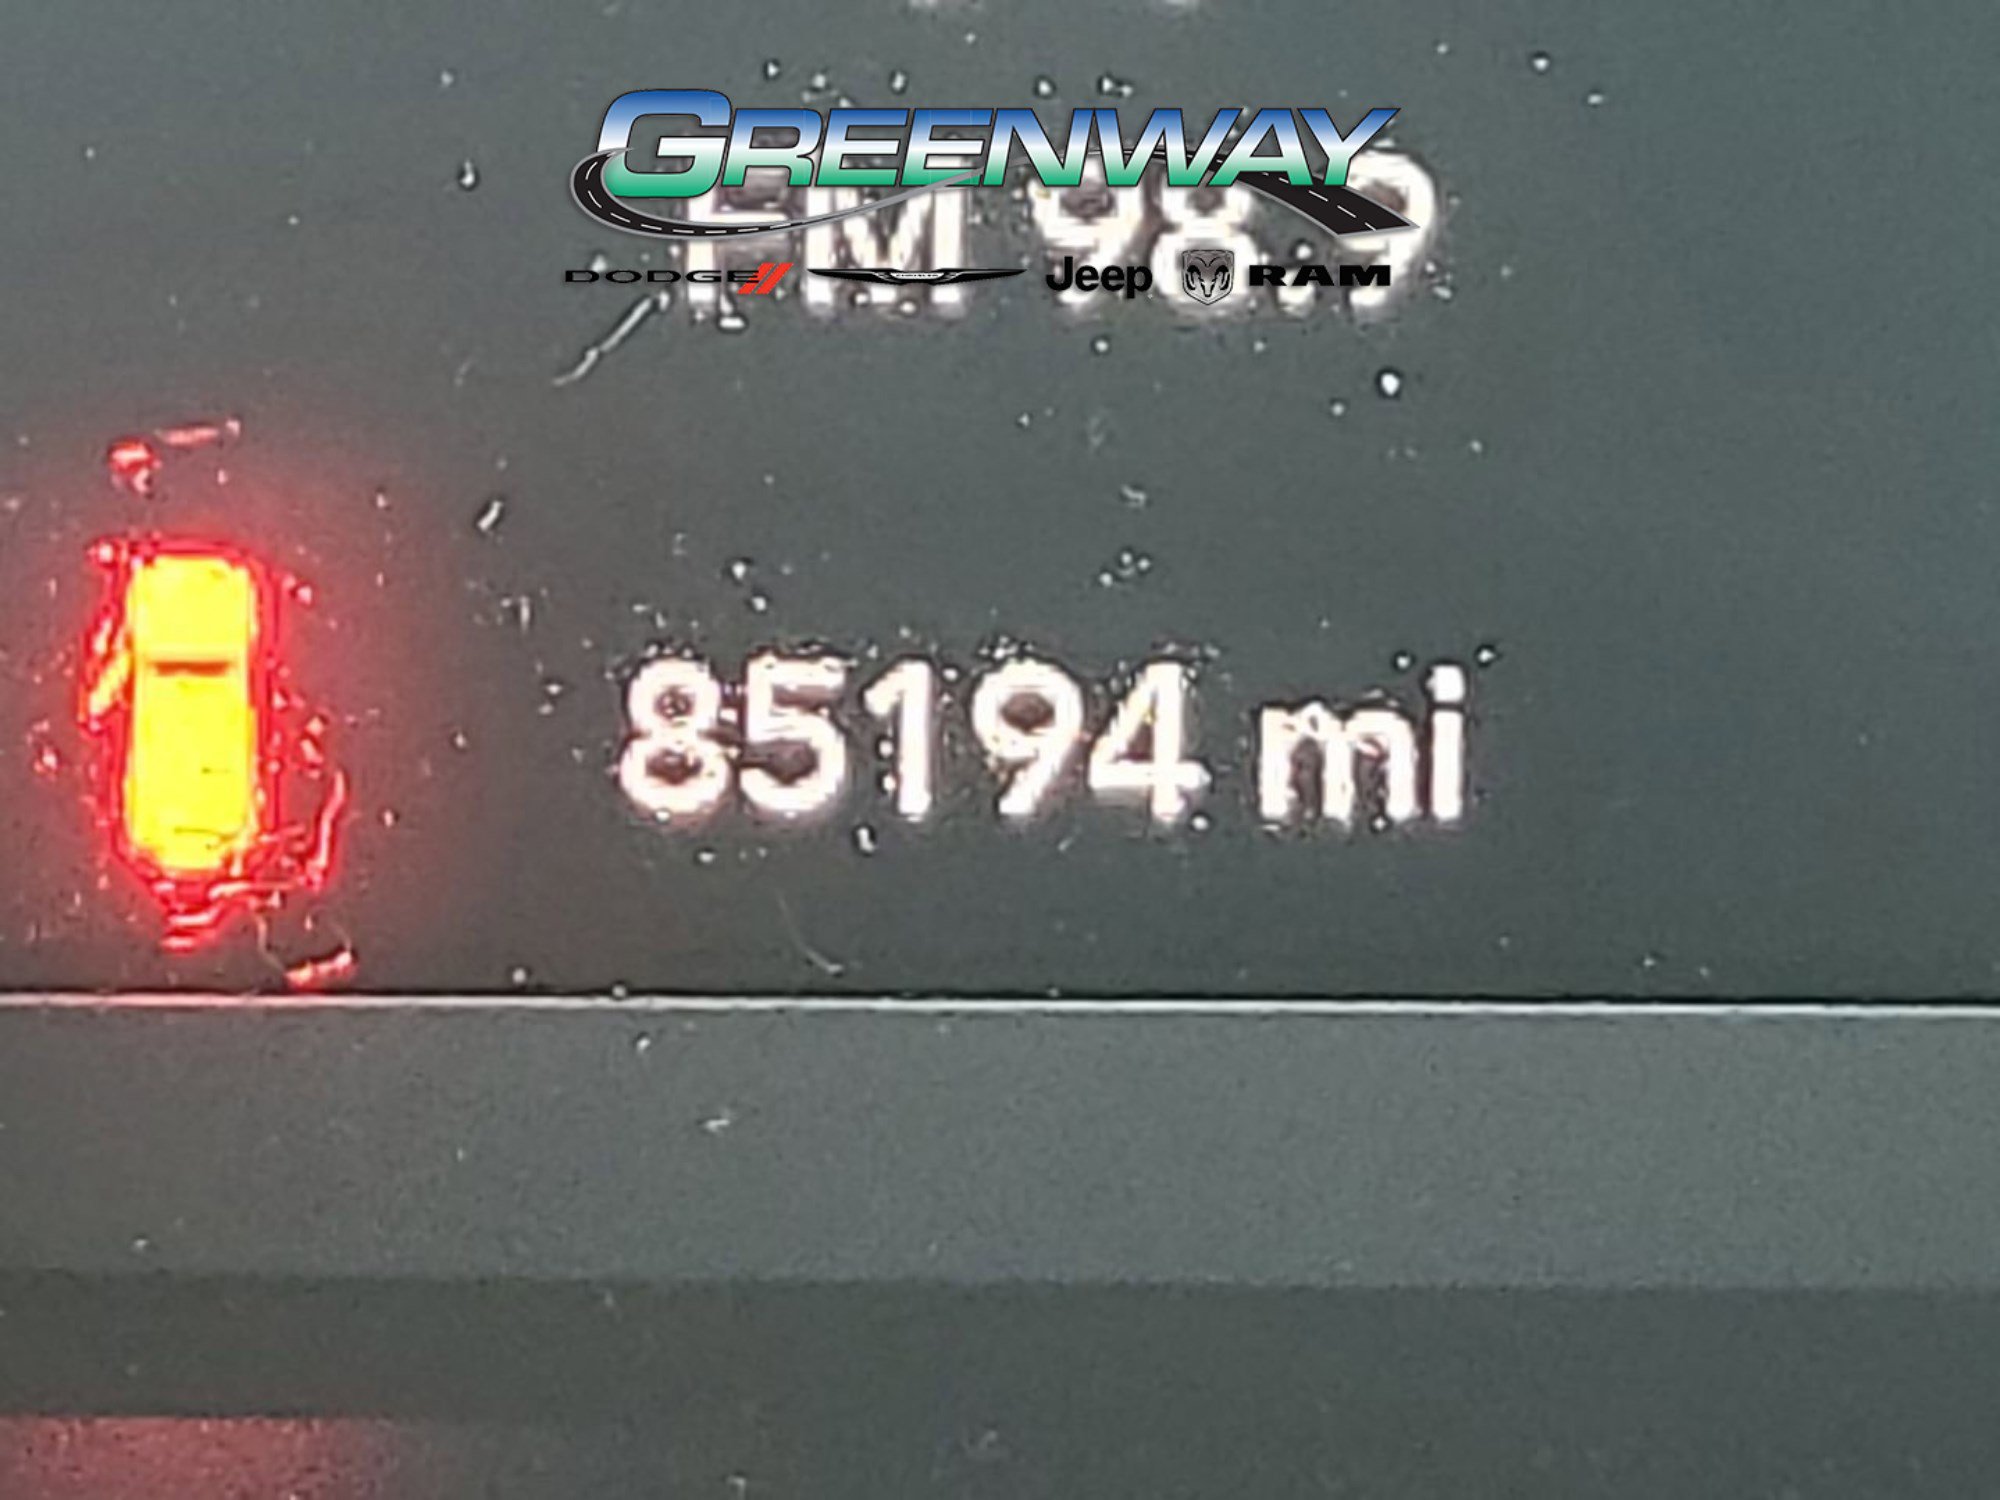 GREENWAY
FM 98.9
DODGE Jeep RAM
85194 mi